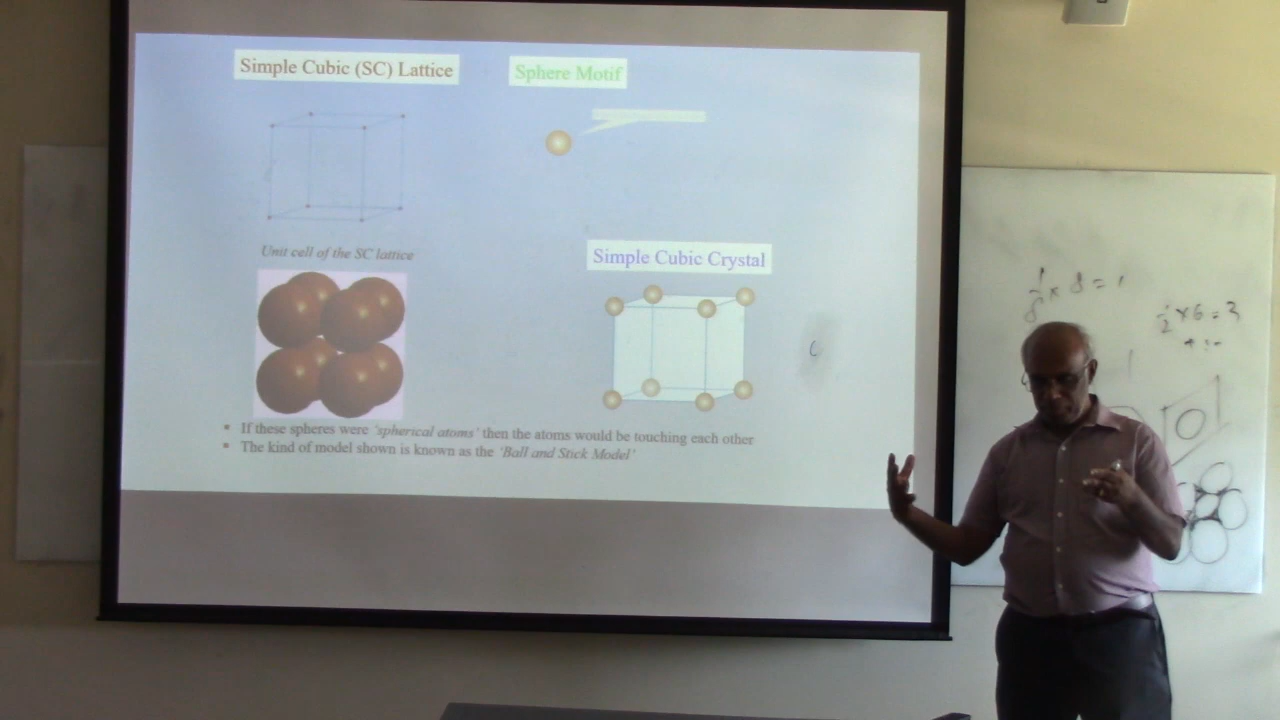 Simple Cubic (SC) Lattice
Sphere Motif
Unit cell of the SC lattice
Simple Cubic Crystal
▪ If these spheres were 'spherical atoms' then the atoms would be touching each other
▪ The kind of model shown is known as the 'Ball and Stick Model'
1/8 x 8 = 1
1/2 x 6 = 3